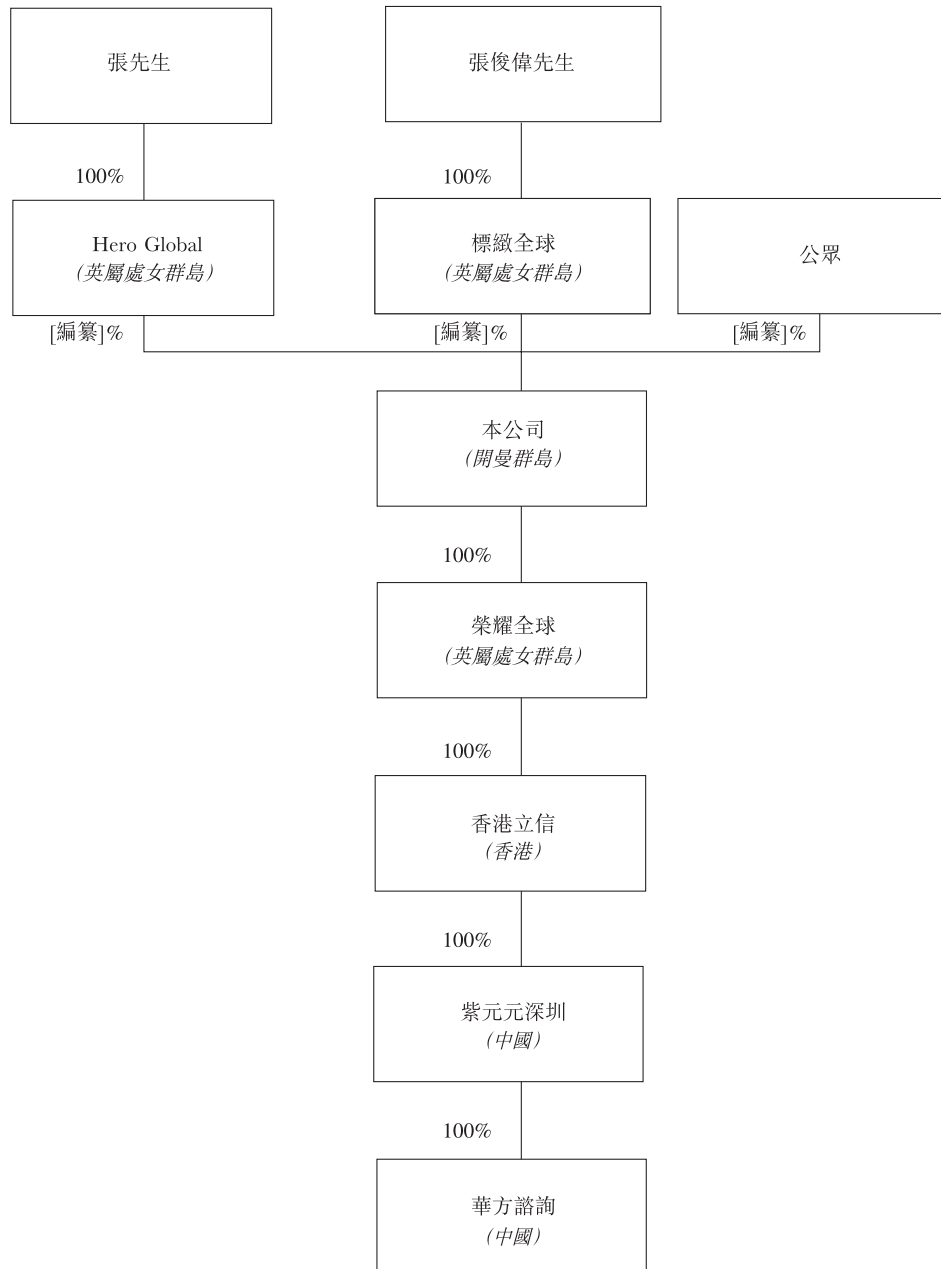 張先生
張俊偉先生
100%
100%
Hero Global
(英屬處女群島)
標緻全球
(英屬處女群島)
公眾
[編纂]%
[編纂]%
[編纂]%
本公司
(開曼群島)
100%
榮耀全球
(英屬處女群島)
100%
香港立信
(香港)
100%
紫元元深圳
(中國)
100%
華方諮詢
(中國)